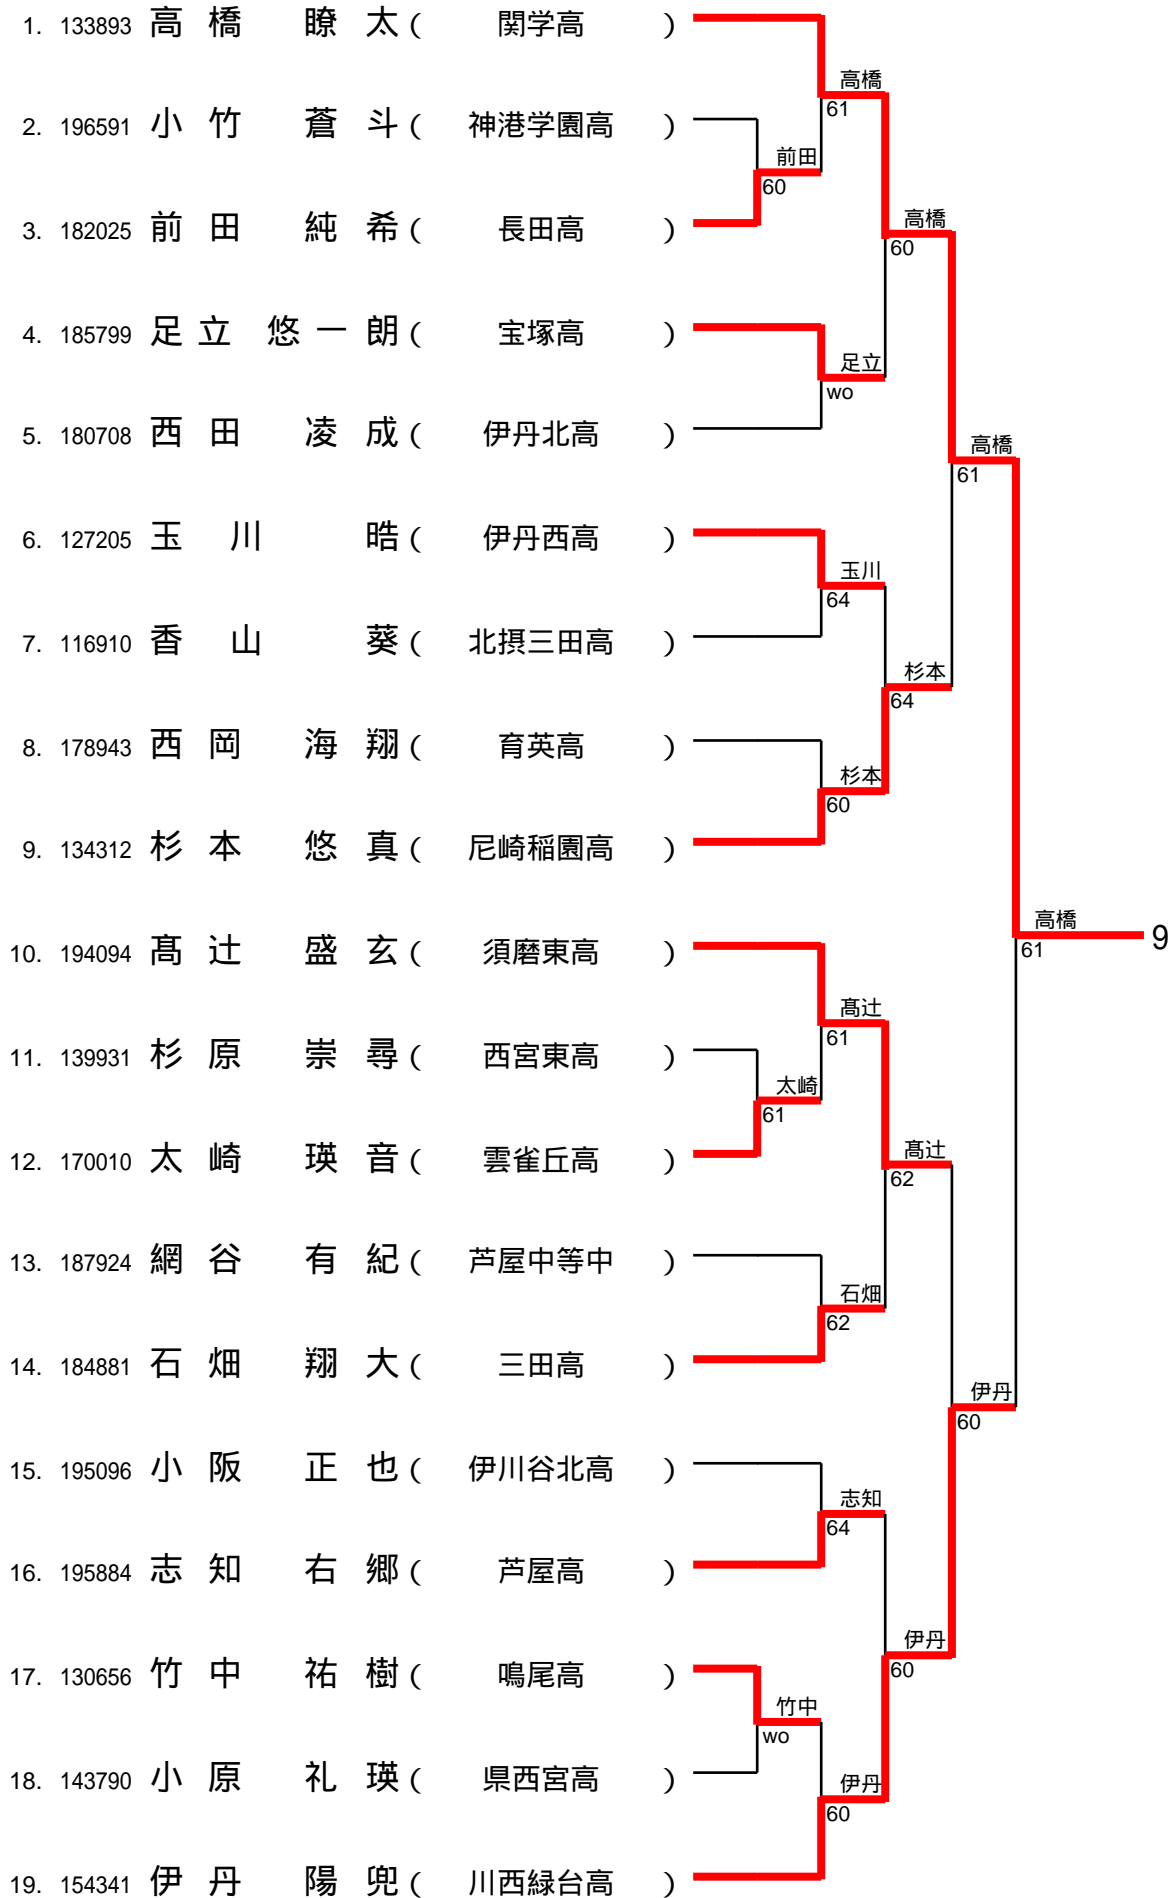 1. 133893 高橋 瞭太 ( 関学高 )
高橋
61
2. 196591 小竹 蒼斗 ( 神港学園高 )
前田
60
3. 182025 前田 純希 ( 長田高 )
高橋
60
4. 185799 足立 悠一朗 ( 宝塚高 )
足立
wo
5. 180708 西田 凌成 ( 伊丹北高 )
高橋
61
6. 127205 玉川 晧 ( 伊丹西高 )
玉川
64
7. 116910 香山 葵 ( 北摂三田高 )
杉本
64
8. 178943 西岡 海翔 ( 育英高 )
杉本
60
9. 134312 杉本 悠真 ( 尼崎稲園高 )
高橋
61
9
10. 194094 髙辻 盛玄 ( 須磨東高 )
髙辻
61
11. 139931 杉原 崇尋 ( 西宮東高 )
太崎
61
12. 170010 太崎 瑛音 ( 雲雀丘高 )
髙辻
62
13. 187924 網谷 有紀 ( 芦屋中等中 )
石畑
62
14. 184881 石畑 翔大 ( 三田高 )
伊丹
60
15. 195096 小阪 正也 ( 伊川谷北高 )
志知
64
16. 195884 志知 右郷 ( 芦屋高 )
伊丹
60
17. 130656 竹中 祐樹 ( 鳴尾高 )
竹中
wo
18. 143790 小原 礼瑛 ( 県西宮高 )
伊丹
60
19. 154341 伊丹 陽兜 ( 川西緑台高 )